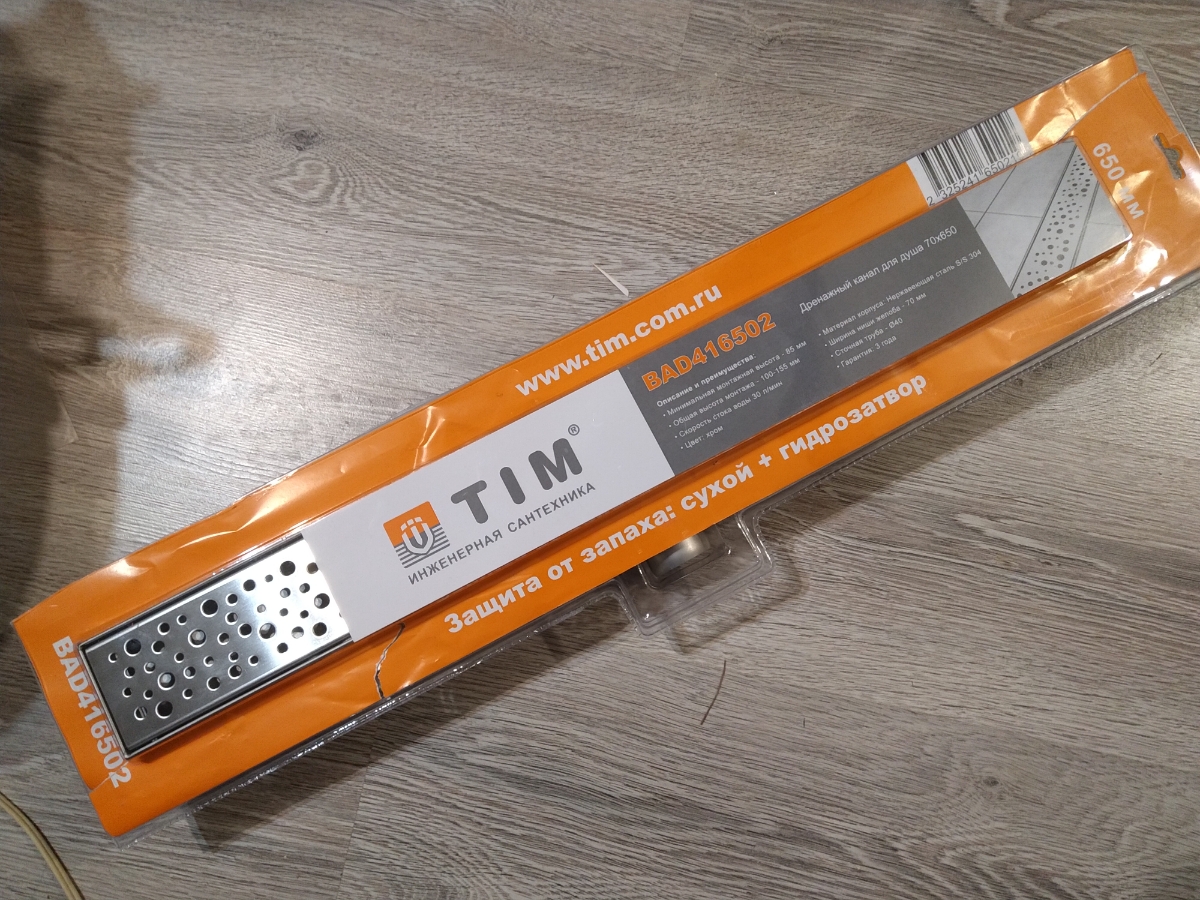 650 мм
2 325241 65021
www.tim.com.ru
BAD416502
Дренажный канал для душа 70x650
Описание и преимущества:
• Минимальная монтажная высота - 85 мм
• Общая высота монтажа - 100-155 мм
• Скорость стока воды 30 л/мин
• Цвет: хром
• Материал корпуса: Нержавеющая сталь S/S 304
• Ширина ниши желоба - 70 мм
• Сточная труба - Ø40
• Гарантия: 3 года
TIM®
ИНЖЕНЕРНАЯ САНТЕХНИКА
Защита от запаха: сухой + гидрозатвор
BAD416502